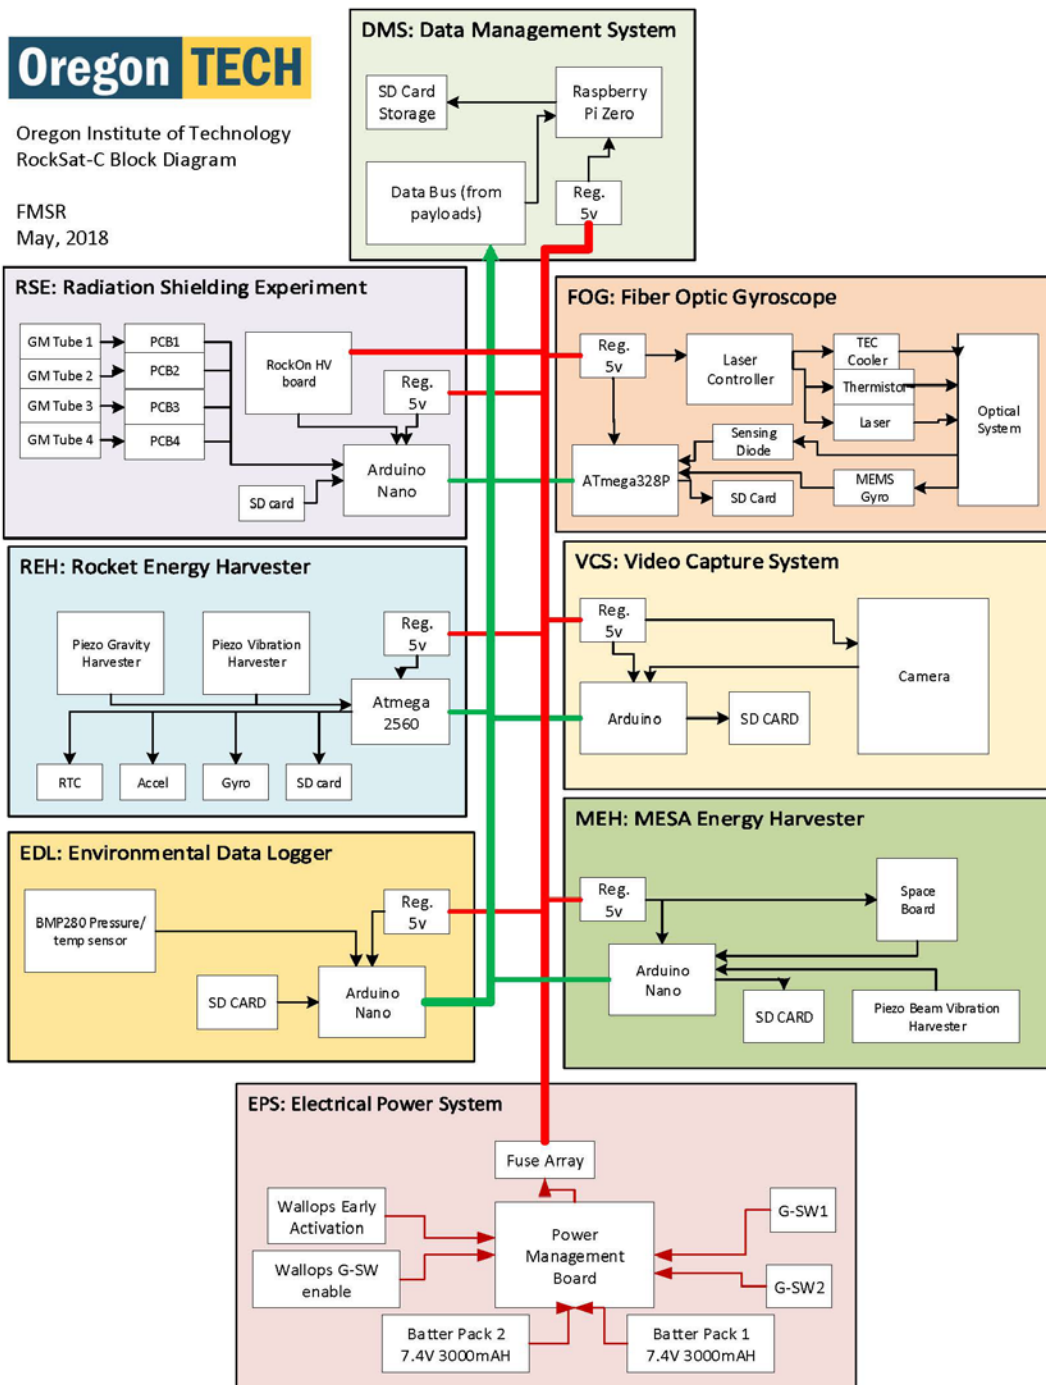 Oregon TECH
Oregon Institute of Technology
RockSat-C Block Diagram
FMSR
May, 2018
DMS: Data Management System
SD Card
Storage
Raspberry
Pi Zero
Data Bus (from
payloads)
Reg.
5v
RSE: Radiation Shielding Experiment
GM Tube 1
PCB1
GM Tube 2
PCB2
GM Tube 3
PCB3
GM Tube 4
PCB4
RockOn HV
board
Reg.
5v
Arduino
Nano
SD card
FOG: Fiber Optic Gyroscope
Reg.
5v
Laser
Controller
TEC
Cooler
Thermistor
Laser
Optical
System
Sensing
Diode
ATmega328P
MEMS
Gyro
SD Card
REH: Rocket Energy Harvester
Piezo Gravity
Harvester
Piezo Vibration
Harvester
Reg.
5v
Atmega
2560
RTC
Accel
Gyro
SD card
VCS: Video Capture System
Reg.
5v
Camera
Arduino
SD CARD
EDL: Environmental Data Logger
BMP280 Pressure/
temp sensor
Reg.
5v
SD CARD
Arduino
Nano
MEH: MESA Energy Harvester
Reg.
5v
Space
Board
Arduino
Nano
SD CARD
Piezo Beam Vibration
Harvester
EPS: Electrical Power System
Fuse Array
Wallops Early
Activation
Wallops G-SW
enable
Power
Management
Board
G-SW1
G-SW2
Batter Pack 2
7.4V 3000mAH
Batter Pack 1
7.4V 3000mAH